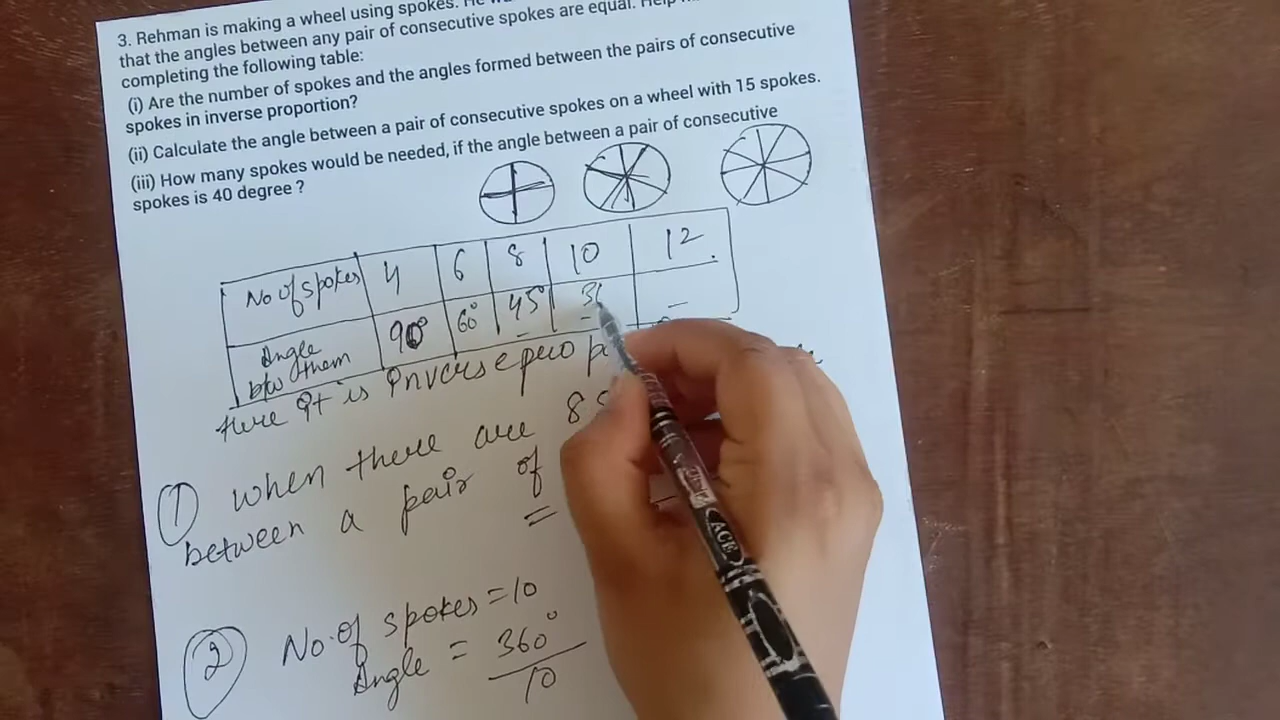 3. Rehman is making a wheel using spokes.
that the angles between any pair of consecutive spokes are equal.
completing the following table:
(i) Are the number of spokes and the angles formed between the pairs of consecutive
spokes in inverse proportion?
(ii) Calculate the angle between a pair of consecutive spokes on a wheel with 15 spokes.
(iii) How many spokes would be needed, if the angle between a pair of consecutive
spokes is 40 degree ?
No of spokes 4 6 8 10 12
Angle btw them 90° 60° 45°
Here it is inverse
① when there are 8
between a pair of
=
② No. of spokes = 10
Angle = 360° / 10
ACE